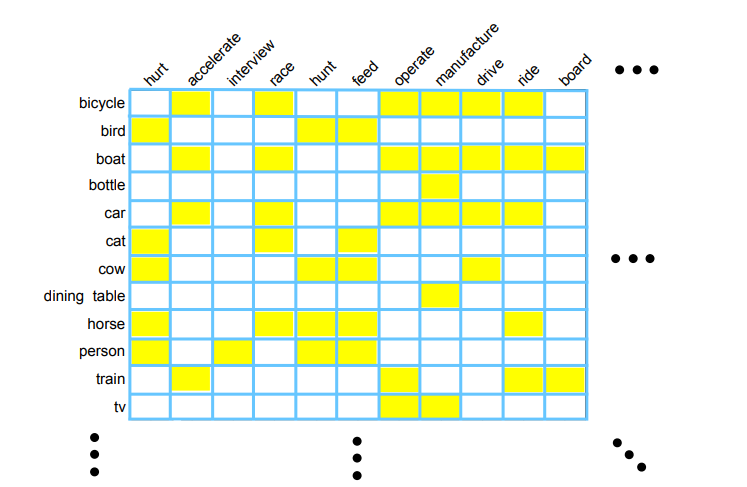 hurt
accelerate
interview
race
hunt
feed
operate
manufacture
drive
ride
board
bicycle
bird
boat
bottle
car
cat
cow
dining table
horse
person
train
tv